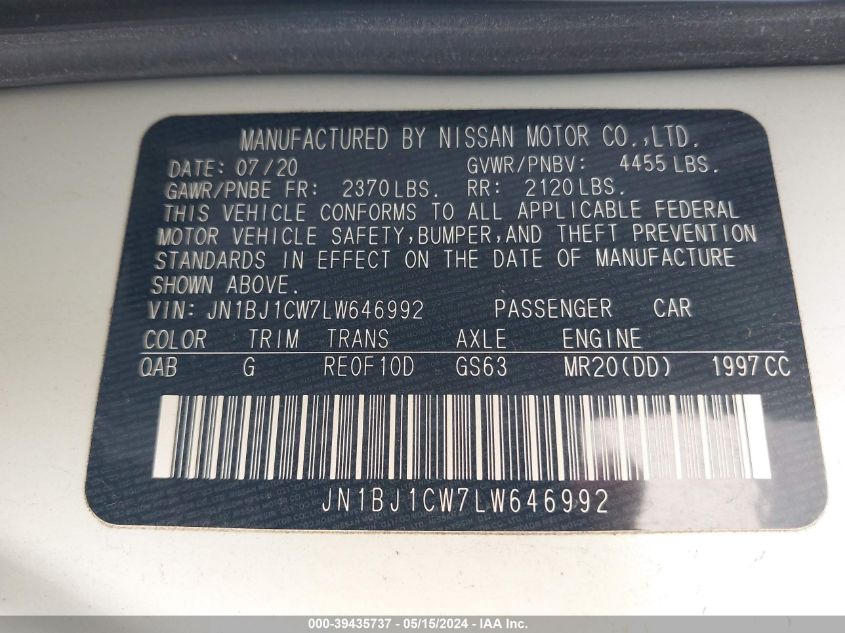 MANUFACTURED BY NISSAN MOTOR CO.,LTD.
DATE: 07/20 GVWR/PNBV: 4455 LBS.
GAWR/PNBE FR: 2370 LBS. RR: 2120 LBS.
THIS VEHICLE CONFORMS TO ALL APPLICABLE FEDERAL
MOTOR VEHICLE SAFETY,BUMPER,AND THEFT PREVENTION
STANDARDS IN EFFECT ON THE DATE OF MANUFACTURE
SHOWN ABOVE.
VIN: JN1BJ1CW7LW646992 PASSENGER CAR
COLOR TRIM TRANS AXLE ENGINE
QAB G RE0F10D GS63 MR20(DD) 1997 CC
JN1BJ1CW7LW646992
000-39435737 - 05/15/2024 - IAA Inc.